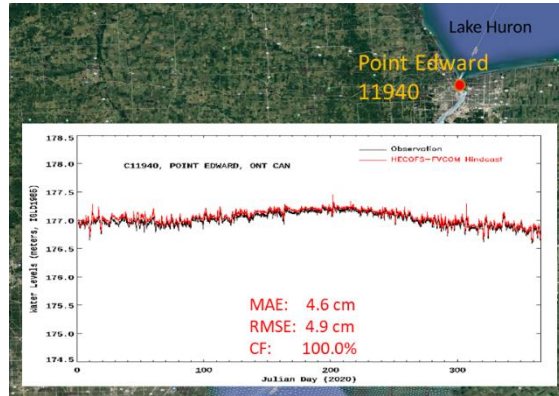 Lake Huron
Point Edward
11940
178.5
178.0
177.5
177.0
176.5
176.0
175.5
175.0
174.5
Water Levels (meters, IGLD1985)
C11940, POINT EDWARD, ONT CAN
Observation
HECOFS-FVCOM Hindcast
MAE: 4.6 cm
RMSE: 4.9 cm
CF: 100.0%
0
100
200
300
Julian Day (2020)